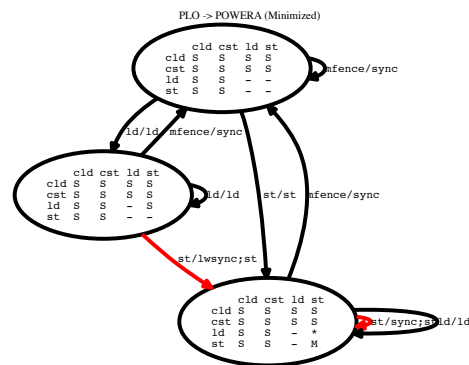 PLO -> POWERA (Minimized)
cld cst ld st
cld S S S S
cst S S S S
ld S S - -
st S S - -
mfence/sync
ld/ld
mfence/sync
cld cst ld st
cld S S S S
cst S S S S
ld S S - S
st S S - -
ld/ld
st/st
mfence/sync
st/lwsync;st
cld cst ld st
cld S S S S
cst S S S S
ld S S - *
st S S - M
st/sync;st
ld/ld